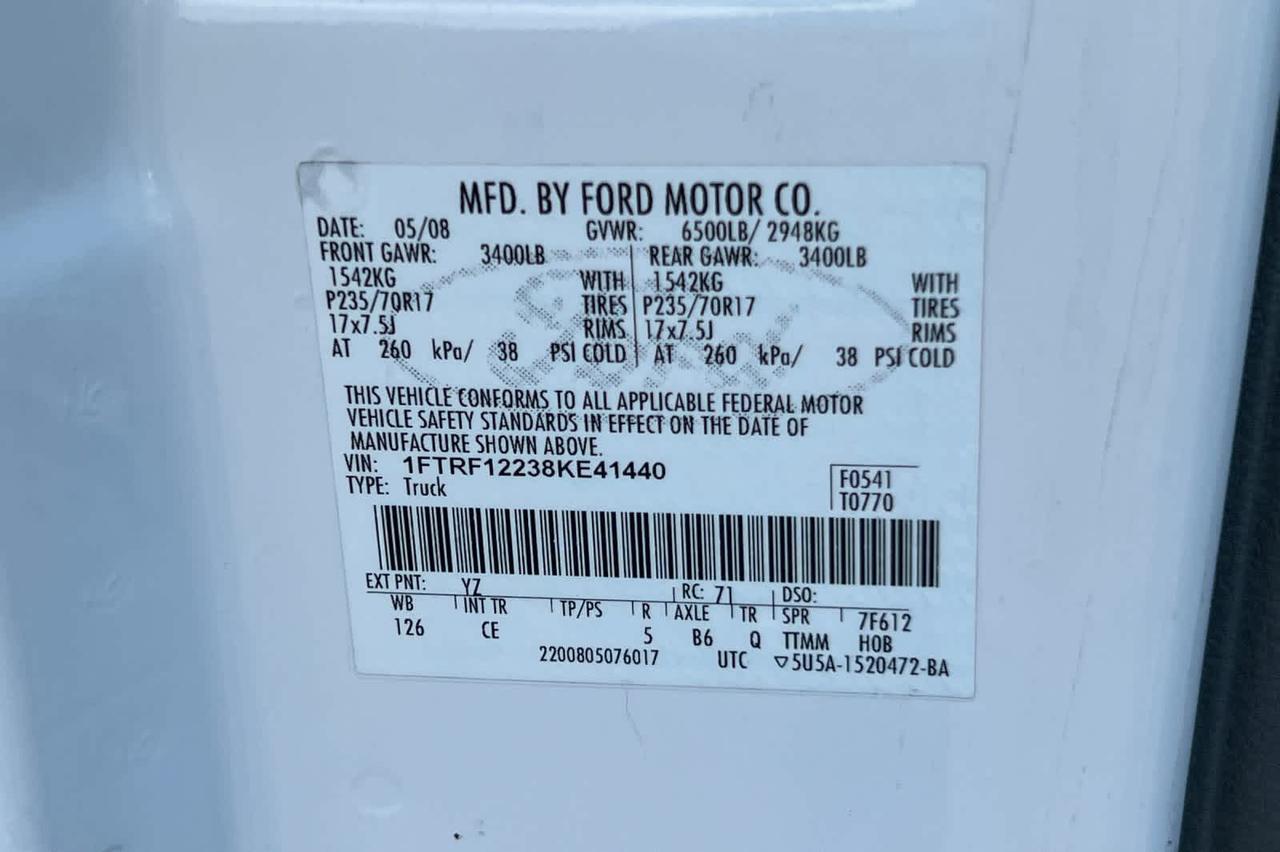 MFD. BY FORD MOTOR CO.
DATE: 05/08 GVWR: 6500LB/ 2948KG
FRONT GAWR: 3400LB REAR GAWR: 3400LB
1542KG WITH 1542KG WITH
P235/70R17 TIRES P235/70R17 TIRES
17x7.5J RIMS 17x7.5J RIMS
AT 260 kPa/ 38 PSI COLD AT 260 kPa/ 38 PSI COLD
Ford
THIS VEHICLE CONFORMS TO ALL APPLICABLE FEDERAL MOTOR
VEHICLE SAFETY STANDARDS IN EFFECT ON THE DATE OF
MANUFACTURE SHOWN ABOVE.
VIN: 1FTRF12238KE41440
TYPE: Truck
F0541
T0770
EXT PNT: YZ RC: 71 DSO:
WB INT TR TP/PS R AXLE TR SPR 7F612
126 CE 5 B6 Q TTMM HOB
2200805076017 UTC ▽5U5A-1520472-BA